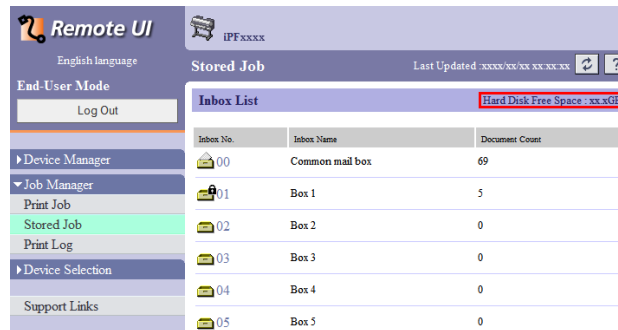 Remote UI
English language
End-User Mode
Log Out
Device Manager
Job Manager
Print Job
Stored Job
Print Log
Device Selection
Support Links
iPFxxxx
Stored Job
Last Updated :xxxx/xx/xx xx:xx:xx
?
Inbox List
Hard Disk Free Space : xx.xGB
Inbox No. Inbox Name Document Count
00 Common mail box 69
01 Box 1 5
02 Box 2 0
03 Box 3 0
04 Box 4 0
05 Box 5 0